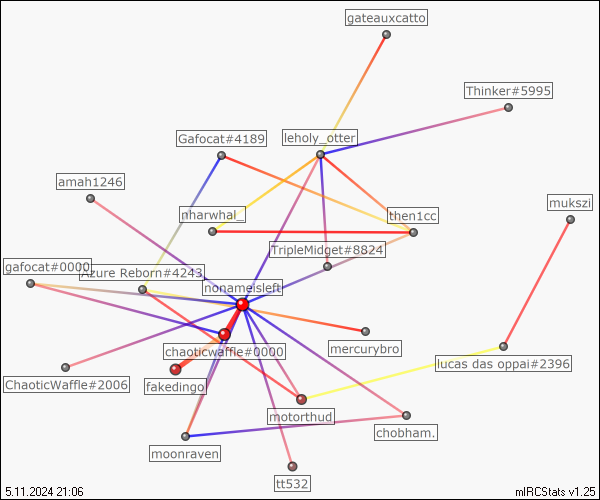 gateauxcatto
Thinker#5995
Gafocat#4189
leholy_otter
amah1246
mukszi
nharwhal_
then1cc
TripleMidget#8824
gafocat#0000
Azure Reborn#4243
nonameisleft
chaoticwaffle#0000
mercurybro
lucas das oppai#2396
ChaoticWaffle#2006
fakedingo
motorthud
chobham.
moonraven
tt532
5.11.2024 21:06
mIRCStats v1.25